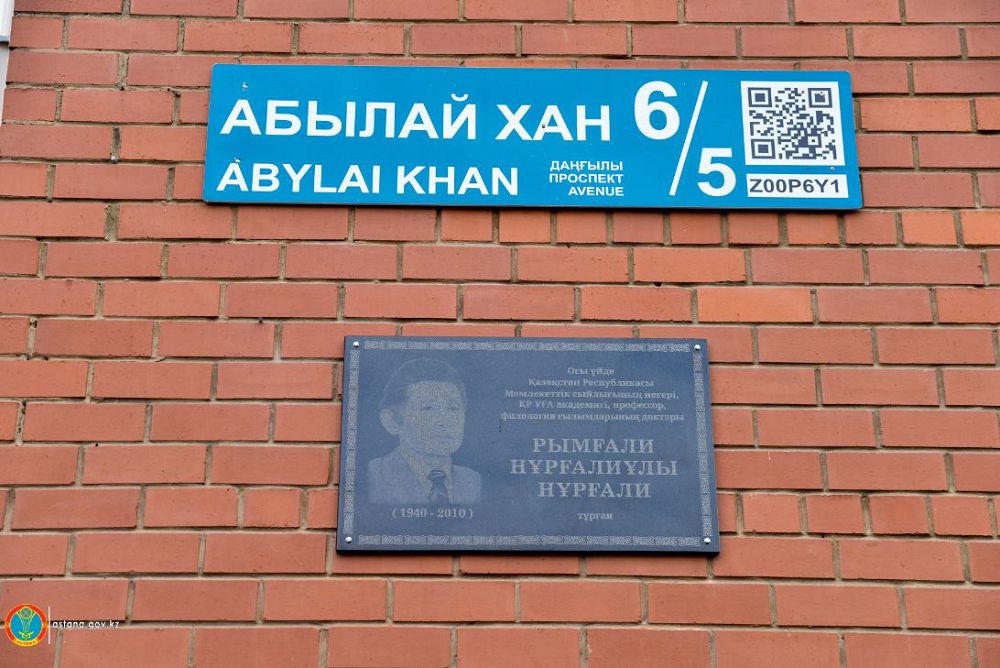 АБЫЛАЙ ХАН 6/5
ABYLAI KHAN
ДАҢҒЫЛЫ
ПРОСПЕКТ
AVENUE
Z00P6Y1
Осы үйде
Қазақстан Республикасы
Мемлекеттік сыйлығының иегері,
ҚР ҰҒА академигі, профессор,
филология ғылымдарының докторы
РЫМҒАЛИ
НҰРҒАЛИҰЛЫ
НҰРҒАЛИ
тұрған
( 1940 - 2010 )
astana.gov.kz